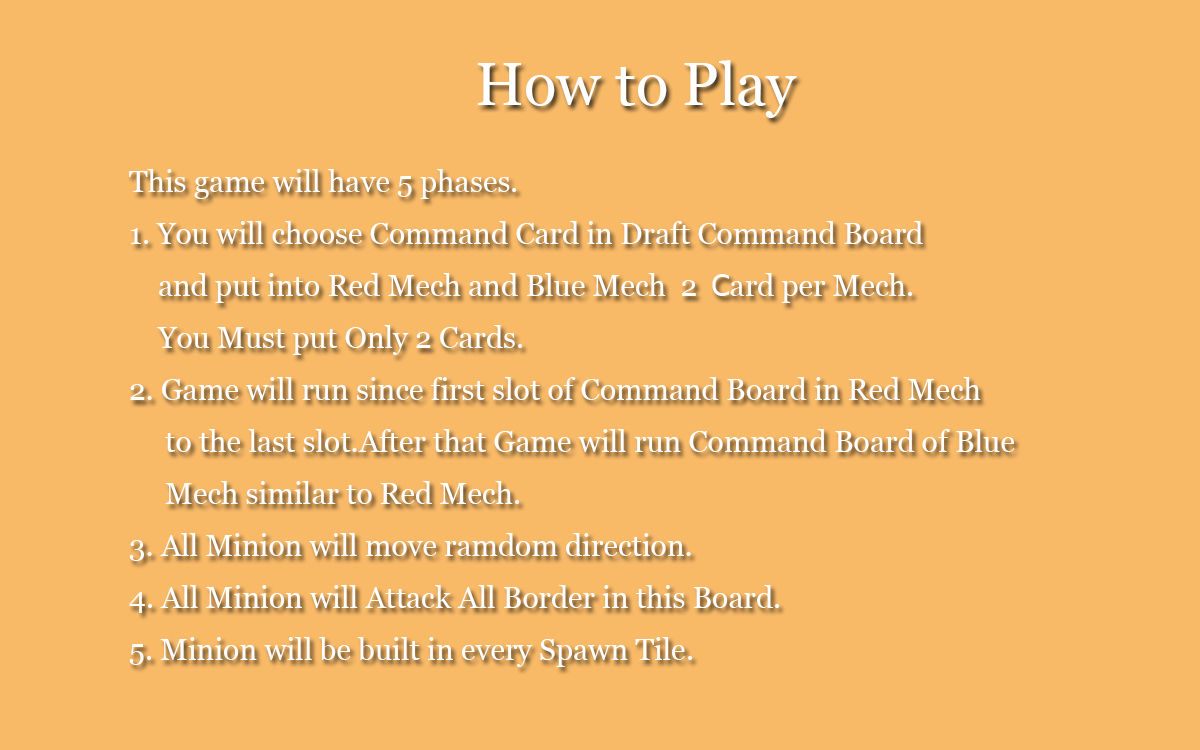 How to Play
This game will have 5 phases.
1. You will choose Command Card in Draft Command Board
and put into Red Mech and Blue Mech 2 Card per Mech.
You Must put Only 2 Cards.
2. Game will run since first slot of Command Board in Red Mech
to the last slot.After that Game will run Command Board of Blue
Mech similar to Red Mech.
3. All Minion will move ramdom direction.
4. All Minion will Attack All Border in this Board.
5. Minion will be built in every Spawn Tile.